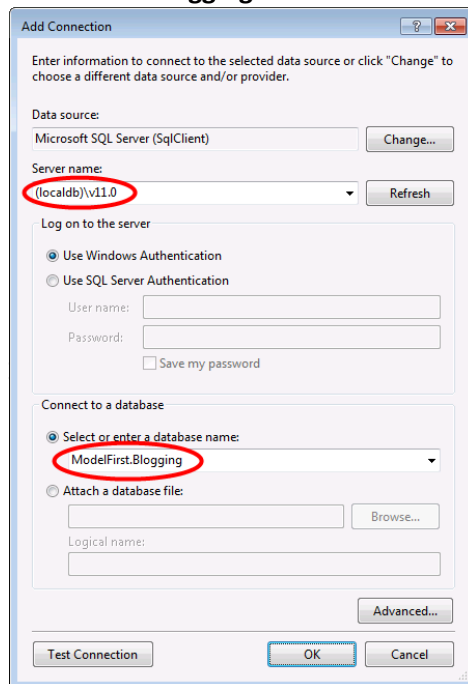 Add Connection
Enter information to connect to the selected data source or click "Change" to
choose a different data source and/or provider.
Data source:
Microsoft SQL Server (SqlClient)
Change...
Server name:
(localdb)\v11.0
Refresh
Log on to the server
Use Windows Authentication
Use SQL Server Authentication
User name:
Password:
Save my password
Connect to a database
Select or enter a database name:
ModelFirst.Blogging
Attach a database file:
Browse...
Logical name:
Advanced...
Test Connection
OK
Cancel